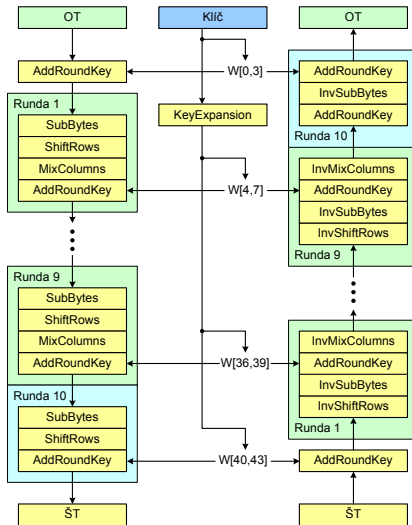 OT
Klíč
OT
AddRoundKey
W[0,3]
AddRoundKey
InvSubBytes
AddRoundKey
Runda 10
Runda 1
SubBytes
ShiftRows
MixColumns
AddRoundKey
KeyExpansion
W[4,7]
InvMixColumns
AddRoundKey
InvSubBytes
InvShiftRows
Runda 9
Runda 9
SubBytes
ShiftRows
MixColumns
AddRoundKey
W[36,39]
InvMixColumns
AddRoundKey
InvSubBytes
InvShiftRows
Runda 1
Runda 10
SubBytes
ShiftRows
AddRoundKey
W[40,43]
AddRoundKey
ŠT
ŠT